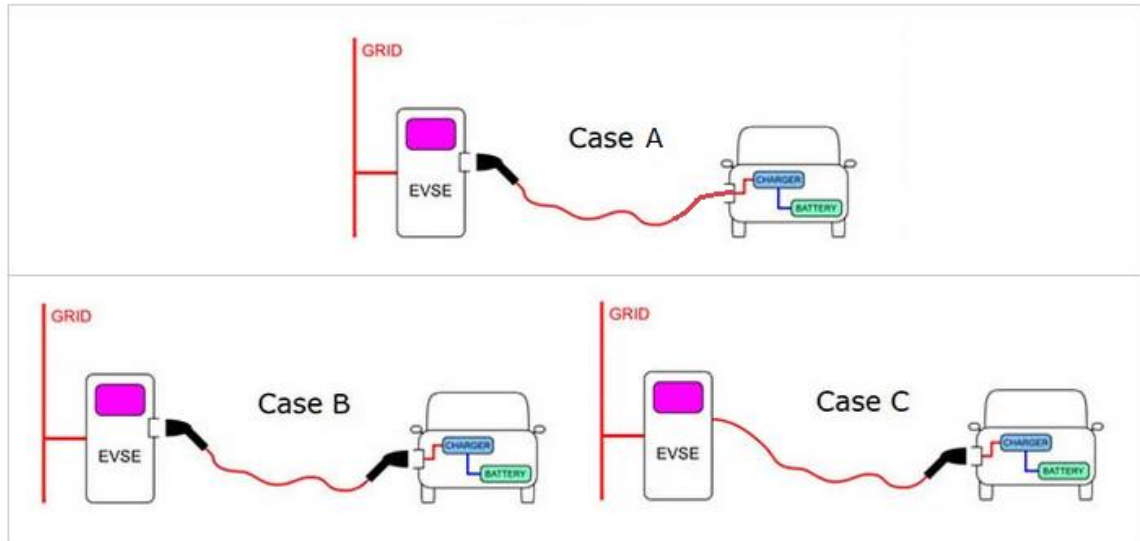 GRID
Case A
EVSE
CHARGER
BATTERY
GRID
Case B
EVSE
CHARGER
BATTERY
GRID
Case C
EVSE
CHARGER
BATTERY